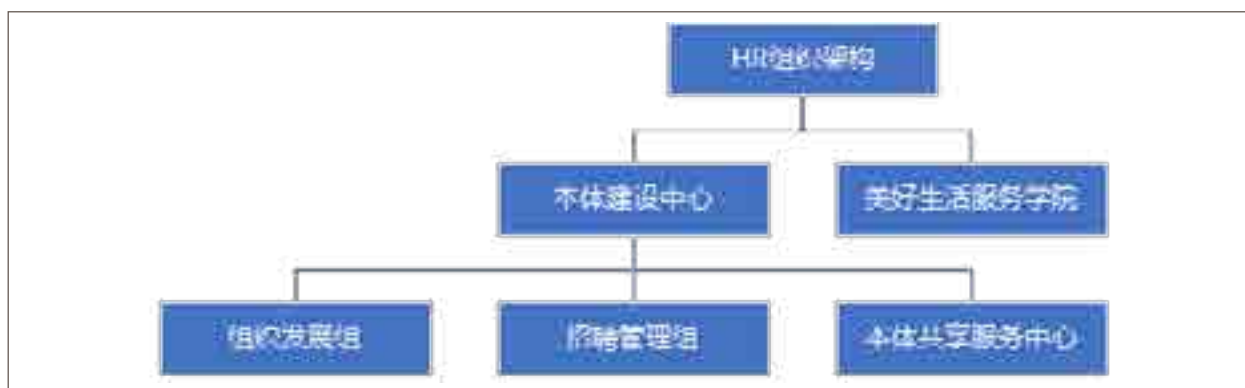 HR组织架构
本体建设中心
美好生活服务学院
组织发展组
招聘管理组
本体共享服务中心